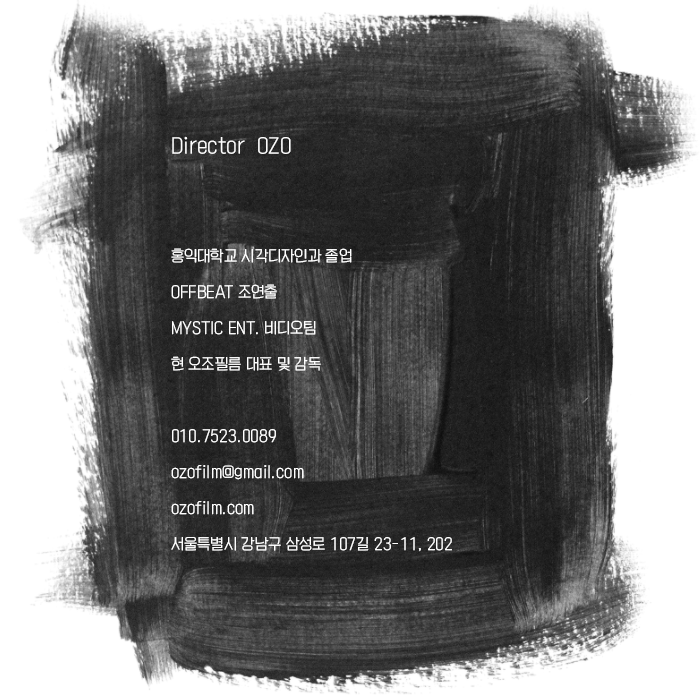 Director OZO
홍익대학교 시각디자인과 졸업
OFFBEAT 조연출
MYSTIC ENT. 비디오팀
현 오조필름 대표 및 감독
010.7523.0089
ozofilm@gmail.com
ozofilm.com
서울특별시 강남구 삼성로 107길 23-11, 202